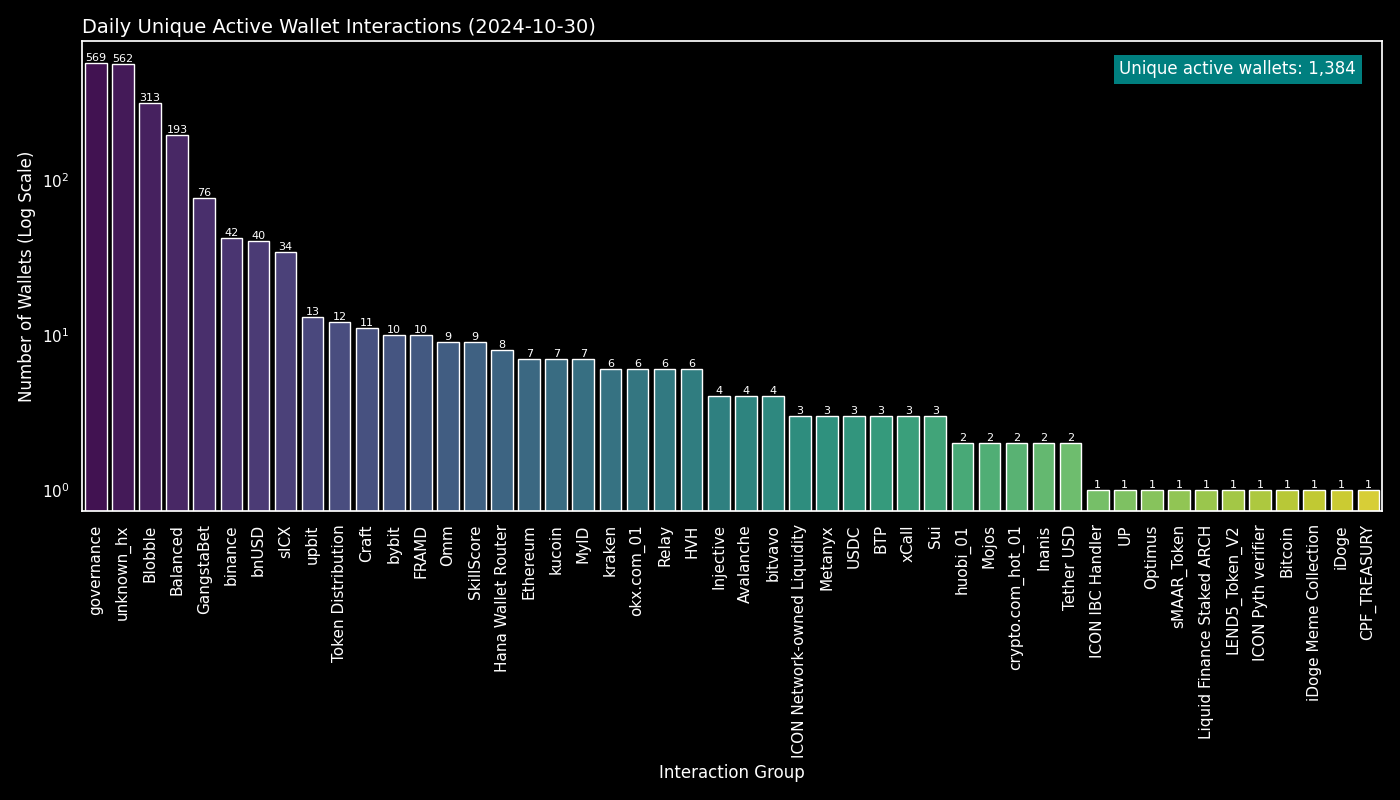 Daily Unique Active Wallet Interactions (2024-10-30)
Unique active wallets: 1,384
Number of Wallets (Log Scale)
10²
10¹
10⁰
569
562
313
193
76
42
40
34
13
12
11
10
10
9
9
8
7
7
7
6
6
6
6
4
4
4
3
3
3
3
3
3
2
2
2
2
2
1
1
1
1
1
1
1
1
1
1
1
governance
unknown_hx
Blobble
Balanced
GangstaBet
binance
bnUSD
sICX
upbit
Token Distribution
Craft
bybit
FRAMD
Omm
SkillScore
Hana Wallet Router
Ethereum
kucoin
MyID
kraken
okx.com_01
Relay
HVH
Injective
Avalanche
bitvavo
ICON Network-owned Liquidity
Metanyx
USDC
BTP
xCall
Sui
huobi_01
Mojos
crypto.com_hot_01
Inanis
Tether USD
ICON IBC Handler
UP
Optimus
sMAAR_Token
Liquid Finance Staked ARCH
LEND5_Token_V2
ICON Pyth verifier
Bitcoin
iDoge Meme Collection
iDoge
CPF_TREASURY
Interaction Group